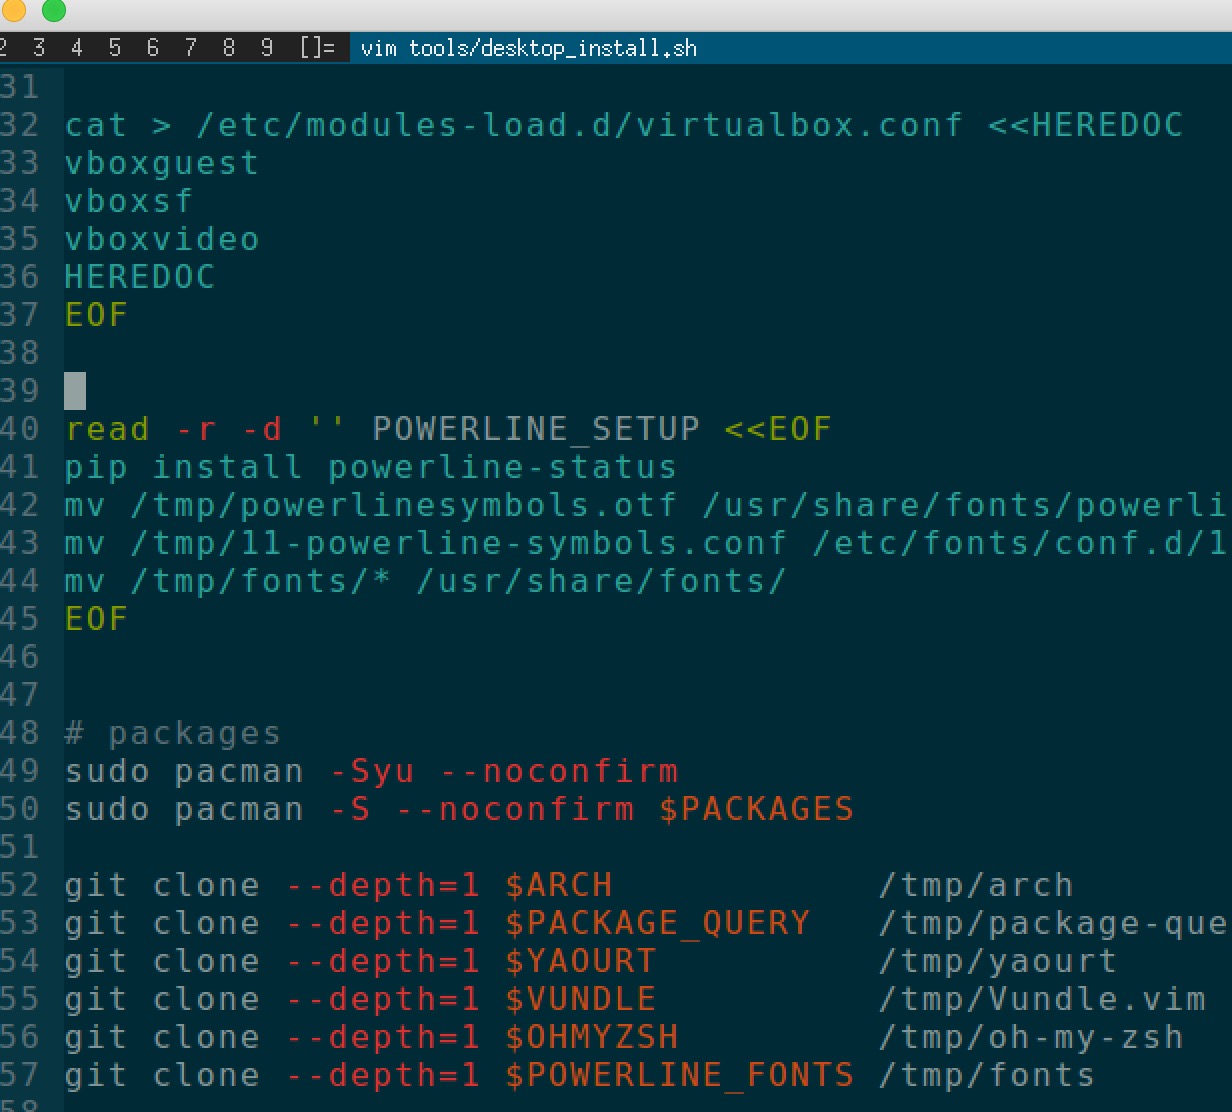 2 3 4 5 6 7 8 9 []= vim tools/desktop_install.sh
31
32 cat > /etc/modules-load.d/virtualbox.conf <<HEREDOC
33 vboxguest
34 vboxsf
35 vboxvideo
36 HEREDOC
37 EOF
38
39
40 read -r -d '' POWERLINE_SETUP <<EOF
41 pip install powerline-status
42 mv /tmp/powerlinesymbols.otf /usr/share/fonts/powerli
43 mv /tmp/11-powerline-symbols.conf /etc/fonts/conf.d/1
44 mv /tmp/fonts/* /usr/share/fonts/
45 EOF
46
47
48 # packages
49 sudo pacman -Syu --noconfirm
50 sudo pacman -S --noconfirm $PACKAGES
51
52 git clone --depth=1 $ARCH /tmp/arch
53 git clone --depth=1 $PACKAGE_QUERY /tmp/package-que
54 git clone --depth=1 $YAOURT /tmp/yaourt
55 git clone --depth=1 $VUNDLE /tmp/Vundle.vim
56 git clone --depth=1 $OHMYZSH /tmp/oh-my-zsh
57 git clone --depth=1 $POWERLINE_FONTS /tmp/fonts
58